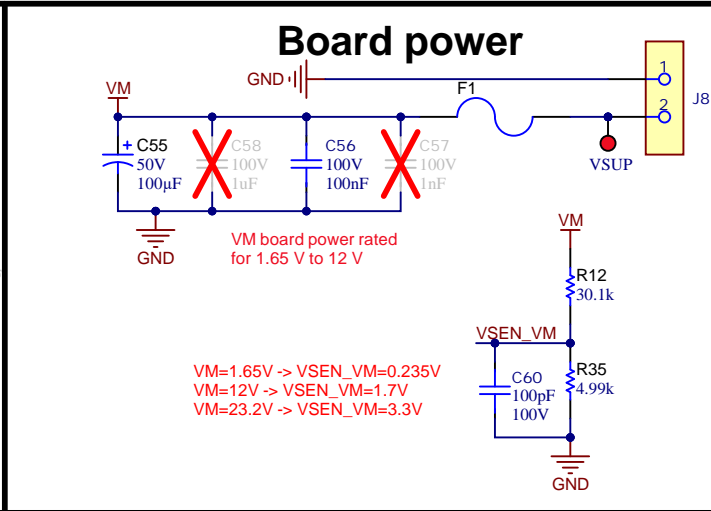 Board power
GND
F1
1
2
J8
VM
VSUP
+
C55
50V
100µF
C58
100V
1uF
C56
100V
100nF
C57
100V
1nF
GND
VM board power rated
for 1.65 V to 12 V
VM
R12
30.1k
VSEN_VM
VM=1.65V -> VSEN_VM=0.235V
VM=12V -> VSEN_VM=1.7V
VM=23.2V -> VSEN_VM=3.3V
C60
100pF
100V
R35
4.99k
GND